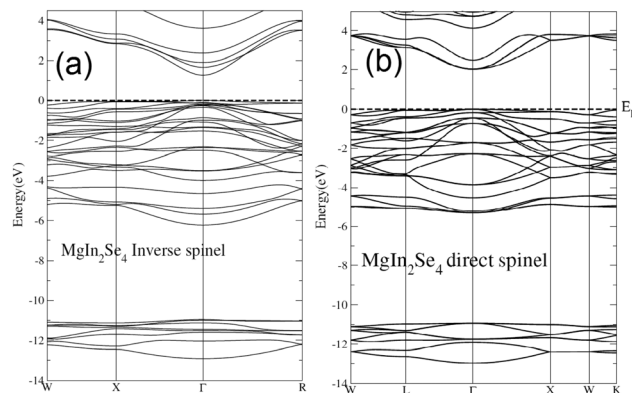 (a)
4
2
0
-2
-4
-6
-8
-10
-12
-14
Energy(eV)
MgIn2Se4 Inverse spinel
W X Γ R
(b)
4
2
0
-2
-4
-6
-8
-10
-12
-14
Energy(eV)
MgIn2Se4 direct spinel
W L Γ X W K